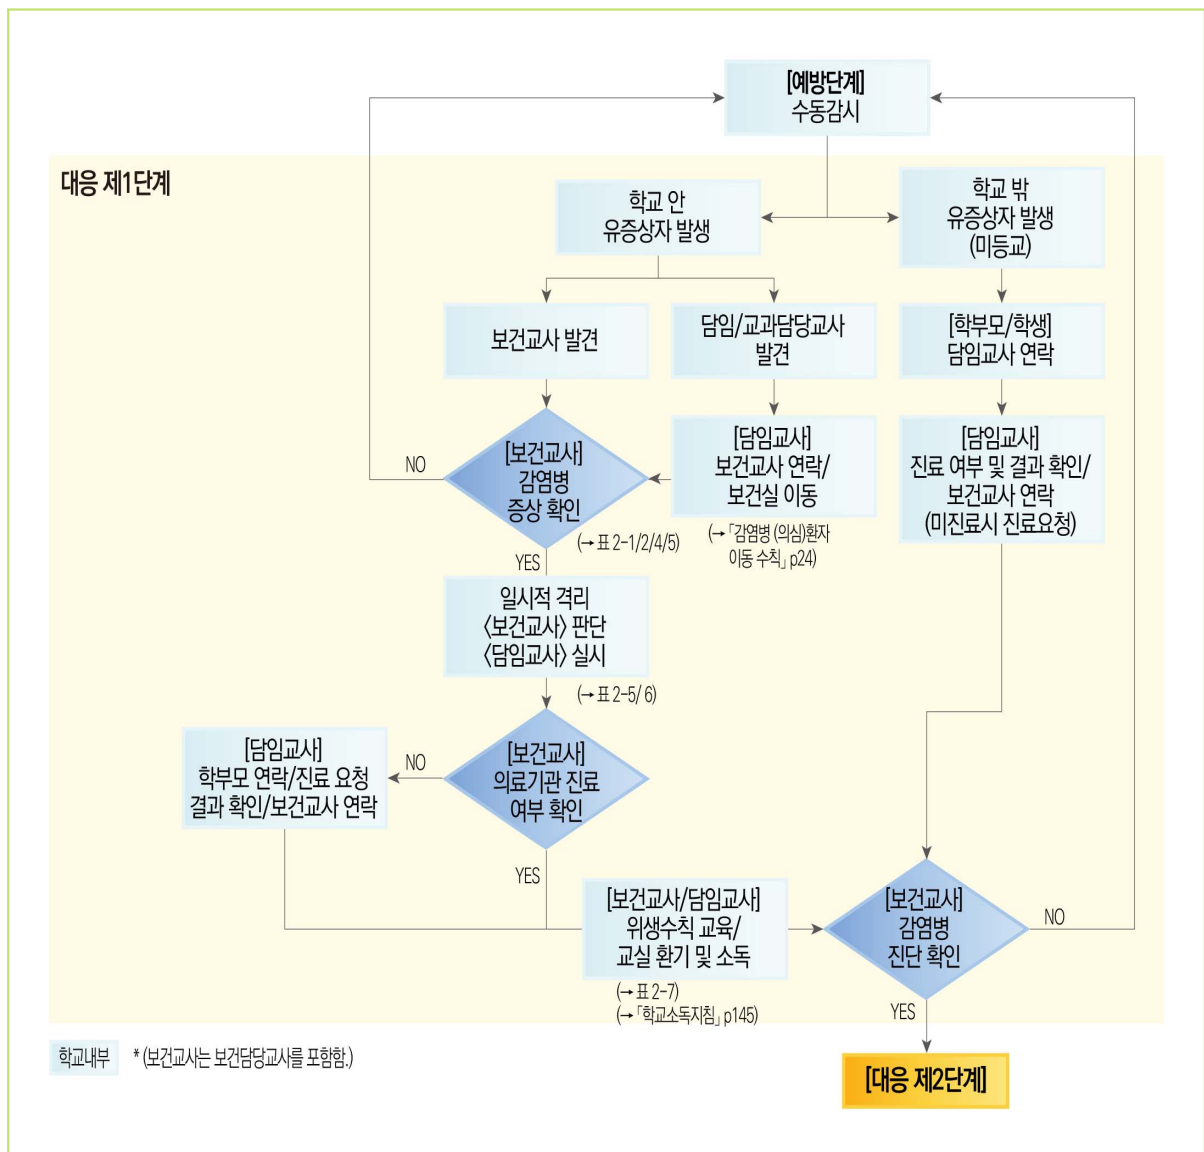 [예방단계]
수동감시
대응 제1단계
학교 안
유증상자 발생
학교 밖
유증상자 발생
(미등교)
보건교사 발견
담임/교과담당교사
발견
[학부모/학생]
담임교사 연락
[보건교사]
감염병
증상 확인
NO
YES
(→ 표 2-1/2/4/5)
[담임교사]
보건교사 연락/
보건실 이동
(→ 「감염병 (의심)환자
이동 수칙」 p24)
[담임교사]
진료 여부 및 결과 확인/
보건교사 연락
(미진료시 진료요청)
일시적 격리
〈보건교사〉 판단
〈담임교사〉 실시
(→ 표 2-5/ 6)
[보건교사]
의료기관 진료
여부 확인
NO
YES
[담임교사]
학부모 연락/진료 요청
결과 확인/보건교사 연락
[보건교사/담임교사]
위생수칙 교육/
교실 환기 및 소독
(→ 표 2-7)
(→ 「학교소독지침」 p145)
[보건교사]
감염병
진단 확인
NO
YES
[대응 제2단계]
학교내부
* (보건교사는 보건담당교사를 포함함.)